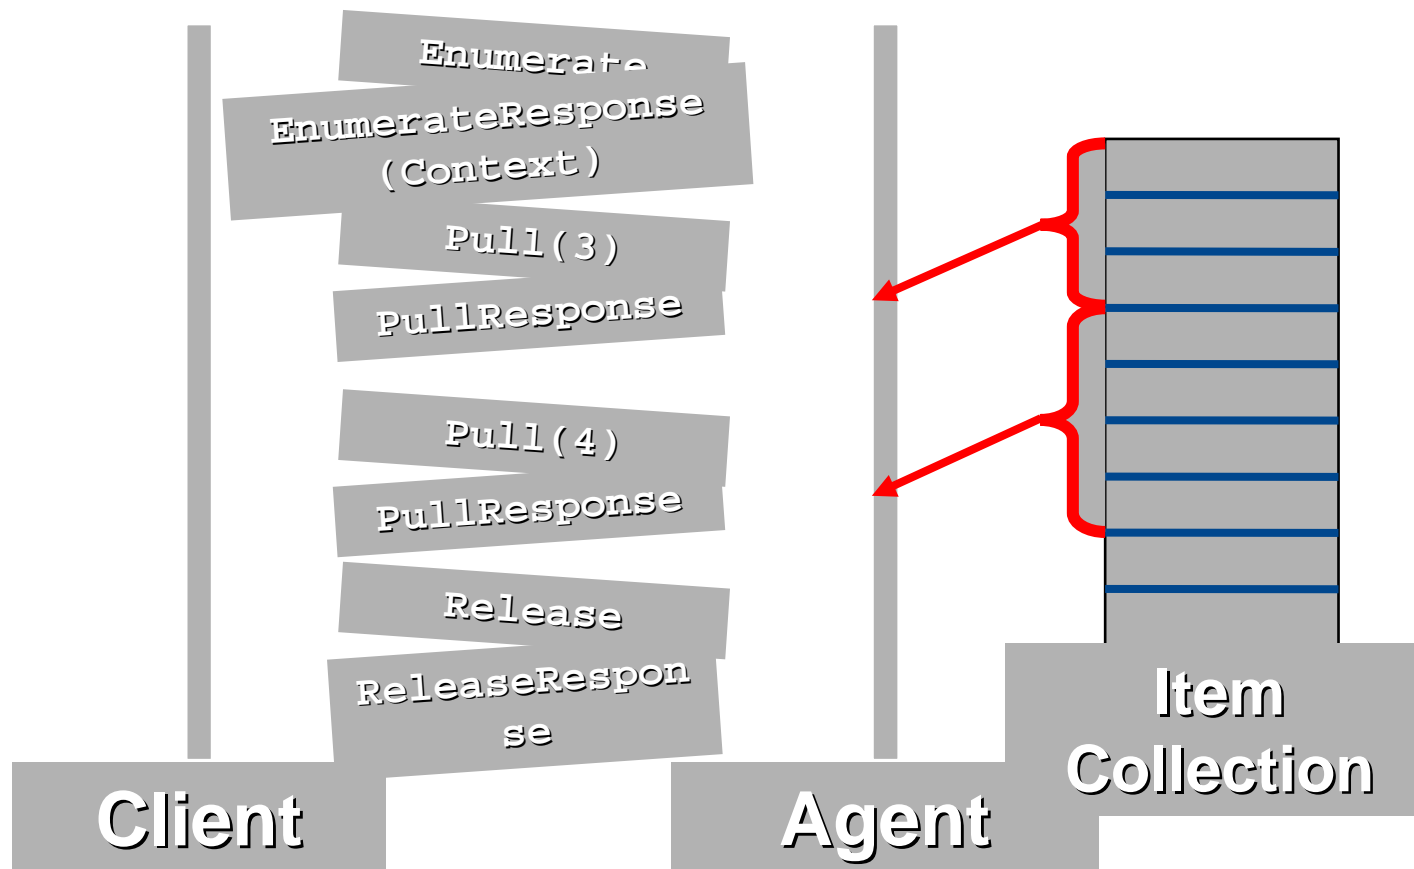 Enumerate
EnumerateResponse
(Context)
Pull(3)
PullResponse
Pull(4)
PullResponse
Release
ReleaseRespon
se
Item
Collection
Client
Agent